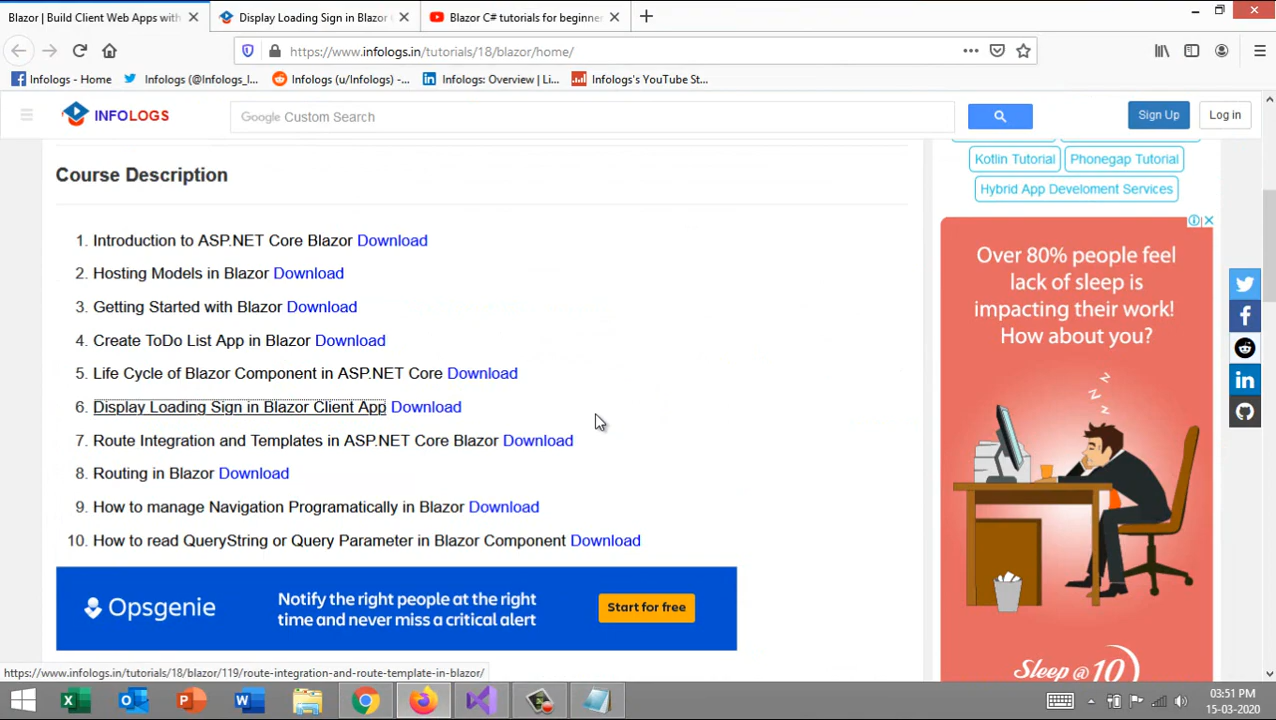 Blazor | Build Client Web Apps with
Display Loading Sign in Blazor
Blazor C# tutorials for beginne
https://www.infologs.in/tutorials/18/blazor/home/
Infologs - Home
Infologs (@Infologs_I...
Infologs (u/Infologs) -...
Infologs: Overview | Li...
Infologs's YouTube St...
INFOLOGS
Google Custom Search
Sign Up
Log in
Kotlin Tutorial
Phonegap Tutorial
Hybrid App Develoment Services
Course Description
1. Introduction to ASP.NET Core Blazor Download
2. Hosting Models in Blazor Download
3. Getting Started with Blazor Download
4. Create ToDo List App in Blazor Download
5. Life Cycle of Blazor Component in ASP.NET Core Download
6. Display Loading Sign in Blazor Client App Download
7. Route Integration and Templates in ASP.NET Core Blazor Download
8. Routing in Blazor Download
9. How to manage Navigation Programatically in Blazor Download
10. How to read QueryString or Query Parameter in Blazor Component Download
Over 80% people feel
lack of sleep is
impacting their work!
How about you?
z
z
z
z
Sleep @ 10
Opsgenie
Notify the right people at the right
time and never miss a critical alert
Start for free
https://www.infologs.in/tutorials/18/blazor/119/route-integration-and-route-template-in-blazor/
03:51 PM
15-03-2020